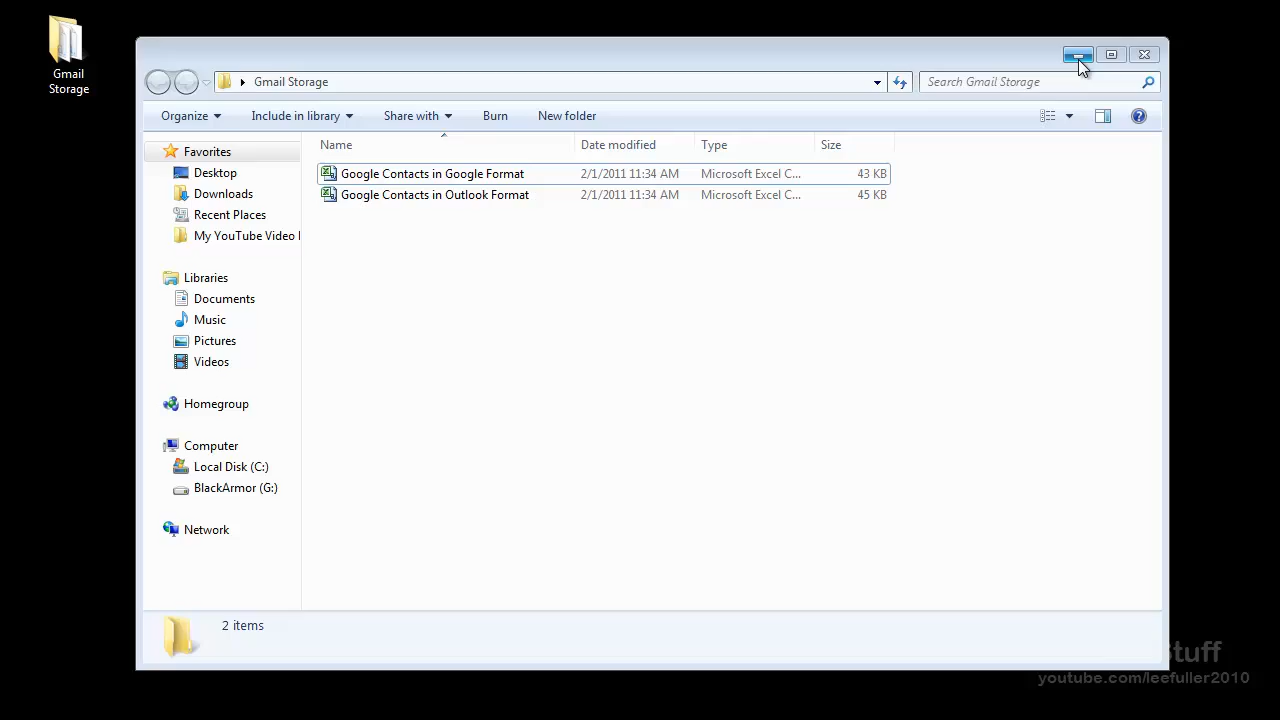 Gmail
Storage
Gmail Storage
Search Gmail Storage
Organize
Include in library
Share with
Burn
New folder
Name
Date modified
Type
Size
Favorites
Desktop
Downloads
Recent Places
My YouTube Video
Libraries
Documents
Music
Pictures
Videos
Homegroup
Computer
Local Disk (C:)
BlackArmor (G:)
Network
Google Contacts in Google Format 2/1/2011 11:34 AM Microsoft Excel C... 43 KB
Google Contacts in Outlook Format 2/1/2011 11:34 AM Microsoft Excel C... 45 KB
2 items
Stuff
youtube.com/leefuller2010